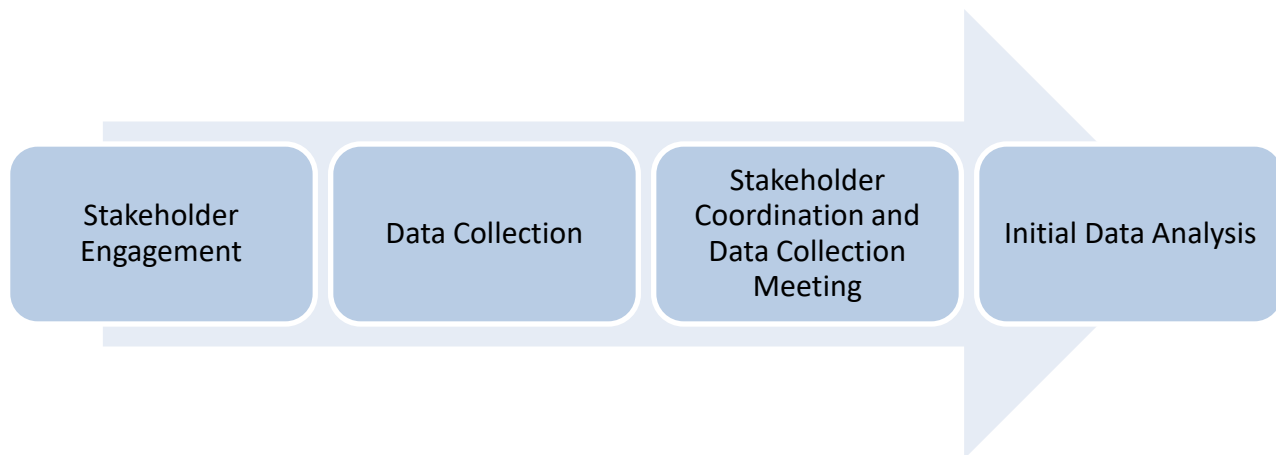 Stakeholder
Engagement
Data Collection
Stakeholder
Coordination and
Data Collection
Meeting
Initial Data Analysis